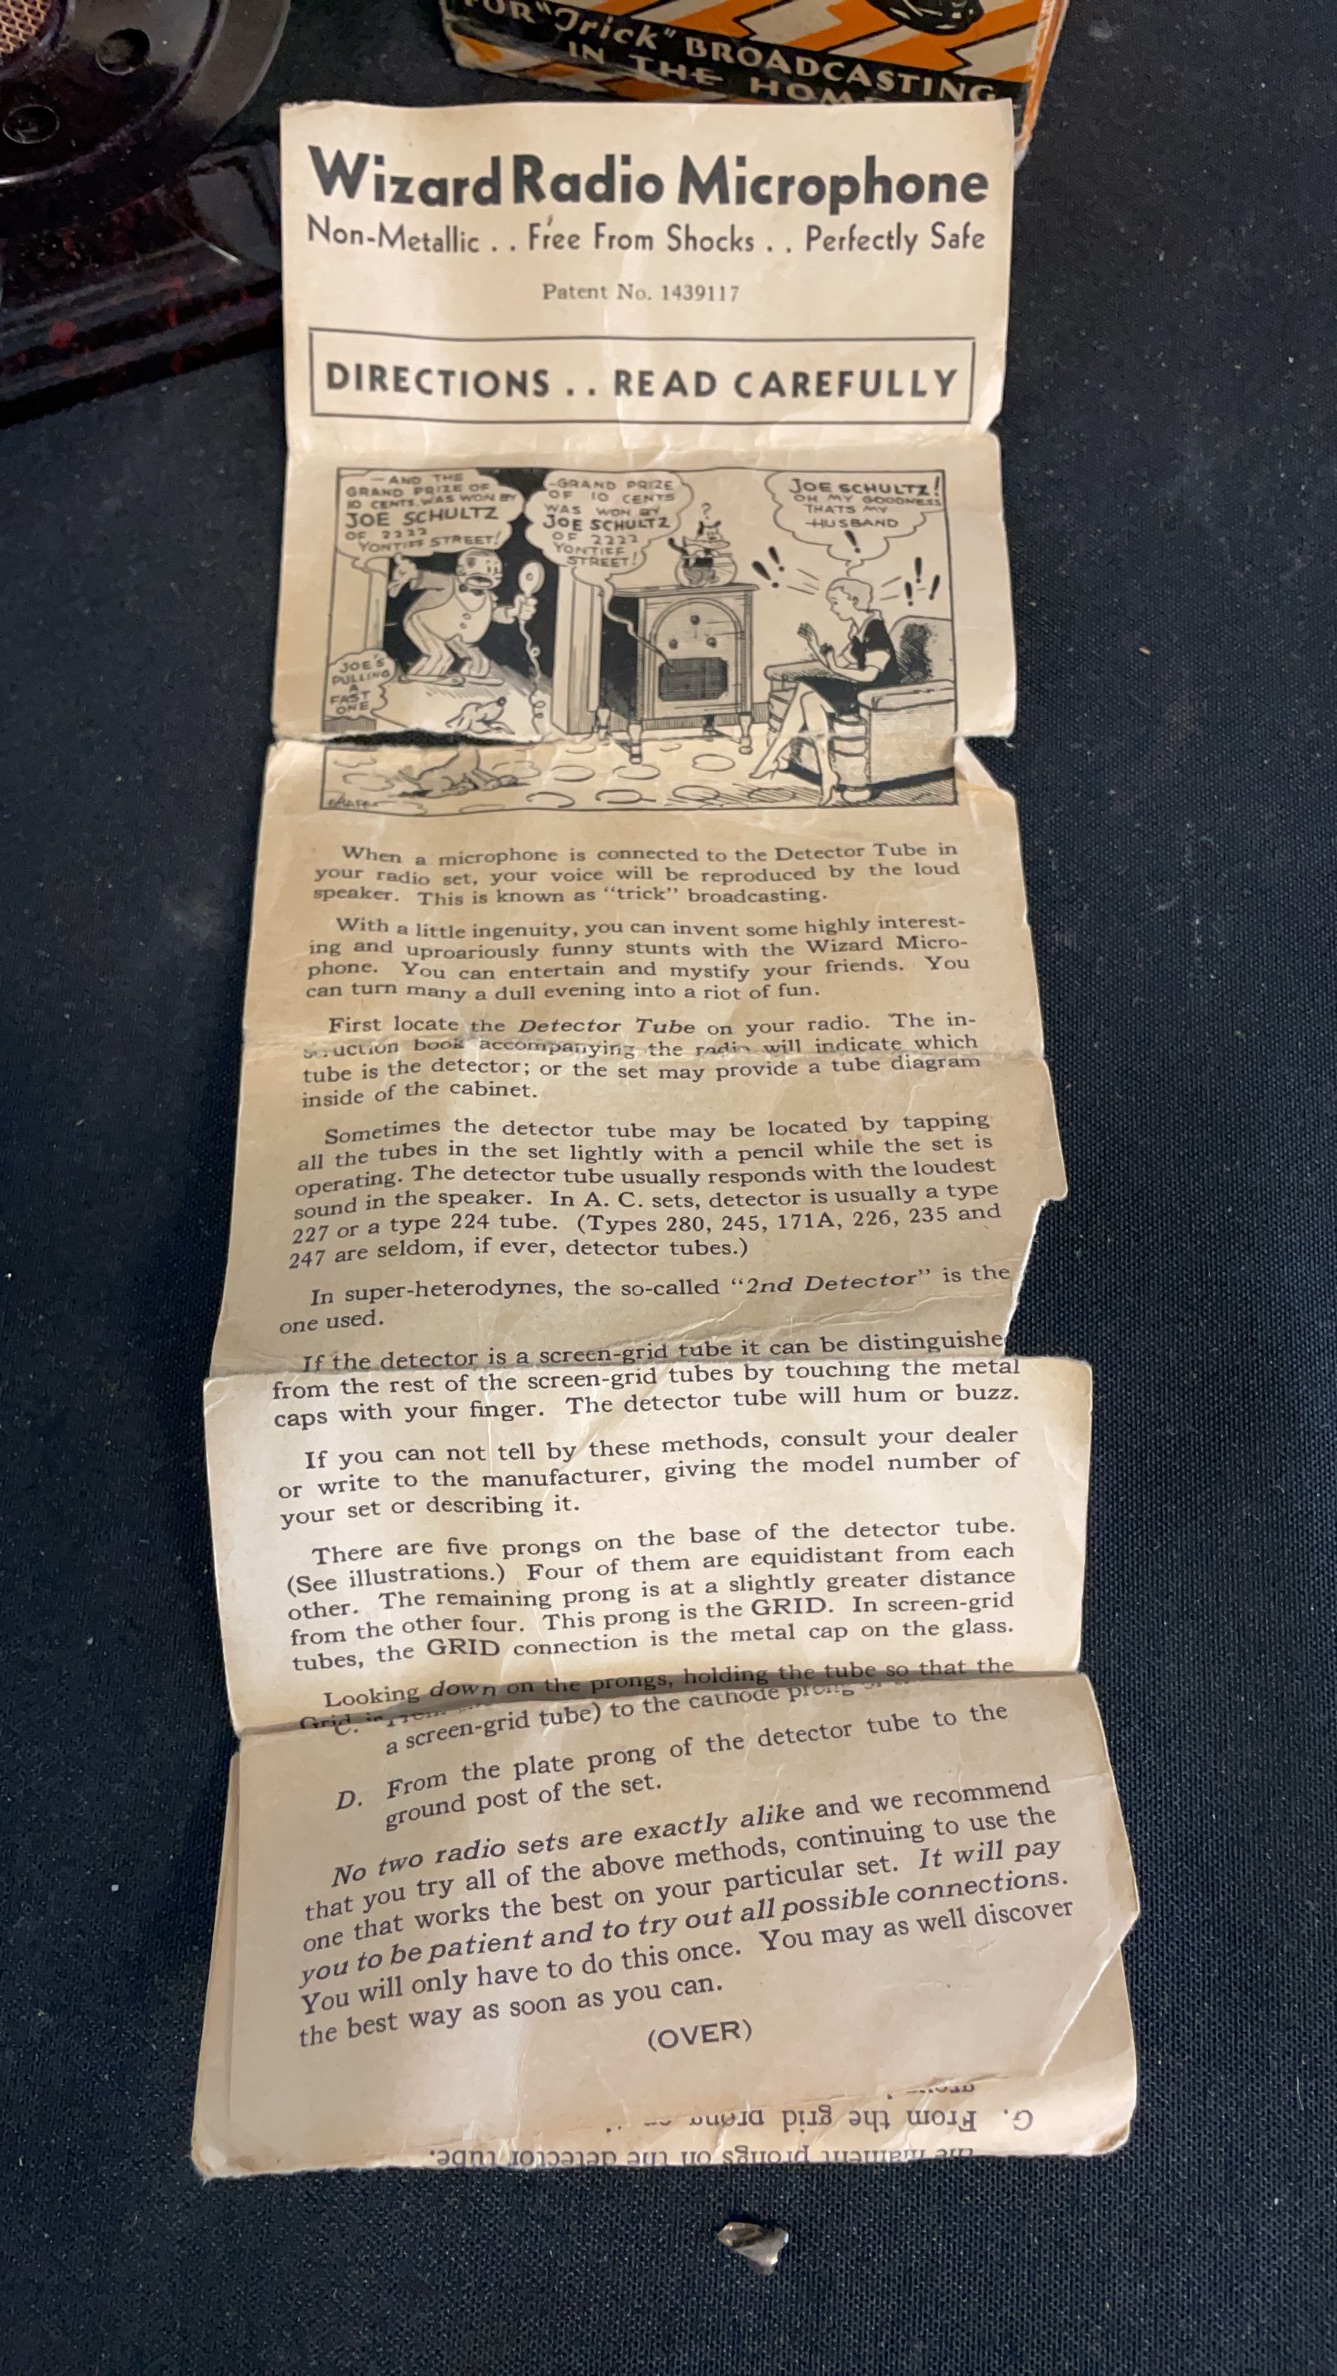 FOR "Trick" BROADCASTING
IN THE HOME
Wizard Radio Microphone
Non-Metallic . . Free From Shocks . . Perfectly Safe
Patent No. 1439117
DIRECTIONS . . READ CAREFULLY
- AND THE
GRAND PRIZE OF
10 CENTS WAS WON BY
JOE SCHULTZ
OF 2222
YONTIFF STREET!
-GRAND PRIZE
OF 10 CENTS
WAS WON BY
JOE SCHULTZ
OF 2222
YONTIFF
STREET!
?
JOE SCHULTZ!
OH MY GOODNESS
THATS MY
HUSBAND
!
JOE'S
PULLING
A
FAST
ONE
When a microphone is connected to the Detector Tube in
your radio set, your voice will be reproduced by the loud
speaker. This is known as "trick" broadcasting.
With a little ingenuity, you can invent some highly interest-
ing and uproariously funny stunts with the Wizard Micro-
phone. You can entertain and mystify your friends. You
can turn many a dull evening into a riot of fun.
First locate the Detector Tube on your radio. The in-
struction book accompanying the radio will indicate which
tube is the detector; or the set may provide a tube diagram
inside of the cabinet.
Sometimes the detector tube may be located by tapping
all the tubes in the set lightly with a pencil while the set is
operating. The detector tube usually responds with the loudest
sound in the speaker. In A. C. sets, detector is usually a type
227 or a type 224 tube. (Types 280, 245, 171A, 226, 235 and
247 are seldom, if ever, detector tubes.)
In super-heterodynes, the so-called "2nd Detector" is the
one used.
If the detector is a screen-grid tube it can be distinguishe
from the rest of the screen-grid tubes by touching the metal
caps with your finger. The detector tube will hum or buzz.
If you can not tell by these methods, consult your dealer
or write to the manufacturer, giving the model number of
your set or describing it.
There are five prongs on the base of the detector tube.
(See illustrations.) Four of them are equidistant from each
other. The remaining prong is at a slightly greater distance
from the other four. This prong is the GRID. In screen-grid
tubes, the GRID connection is the metal cap on the glass.
Looking down on the prongs, holding the tube so that the
Grid is
C.
a screen-grid tube) to the cathode prong
D. From the plate prong of the detector tube to the
ground post of the set.
No two radio sets are exactly alike and we recommend
that you try all of the above methods, continuing to use the
one that works the best on your particular set. It will pay
you to be patient and to try out all possible connections.
You will only have to do this once. You may as well discover
the best way as soon as you can.
(OVER)
G. From the grid prong
the filament prongs on the detector tube.